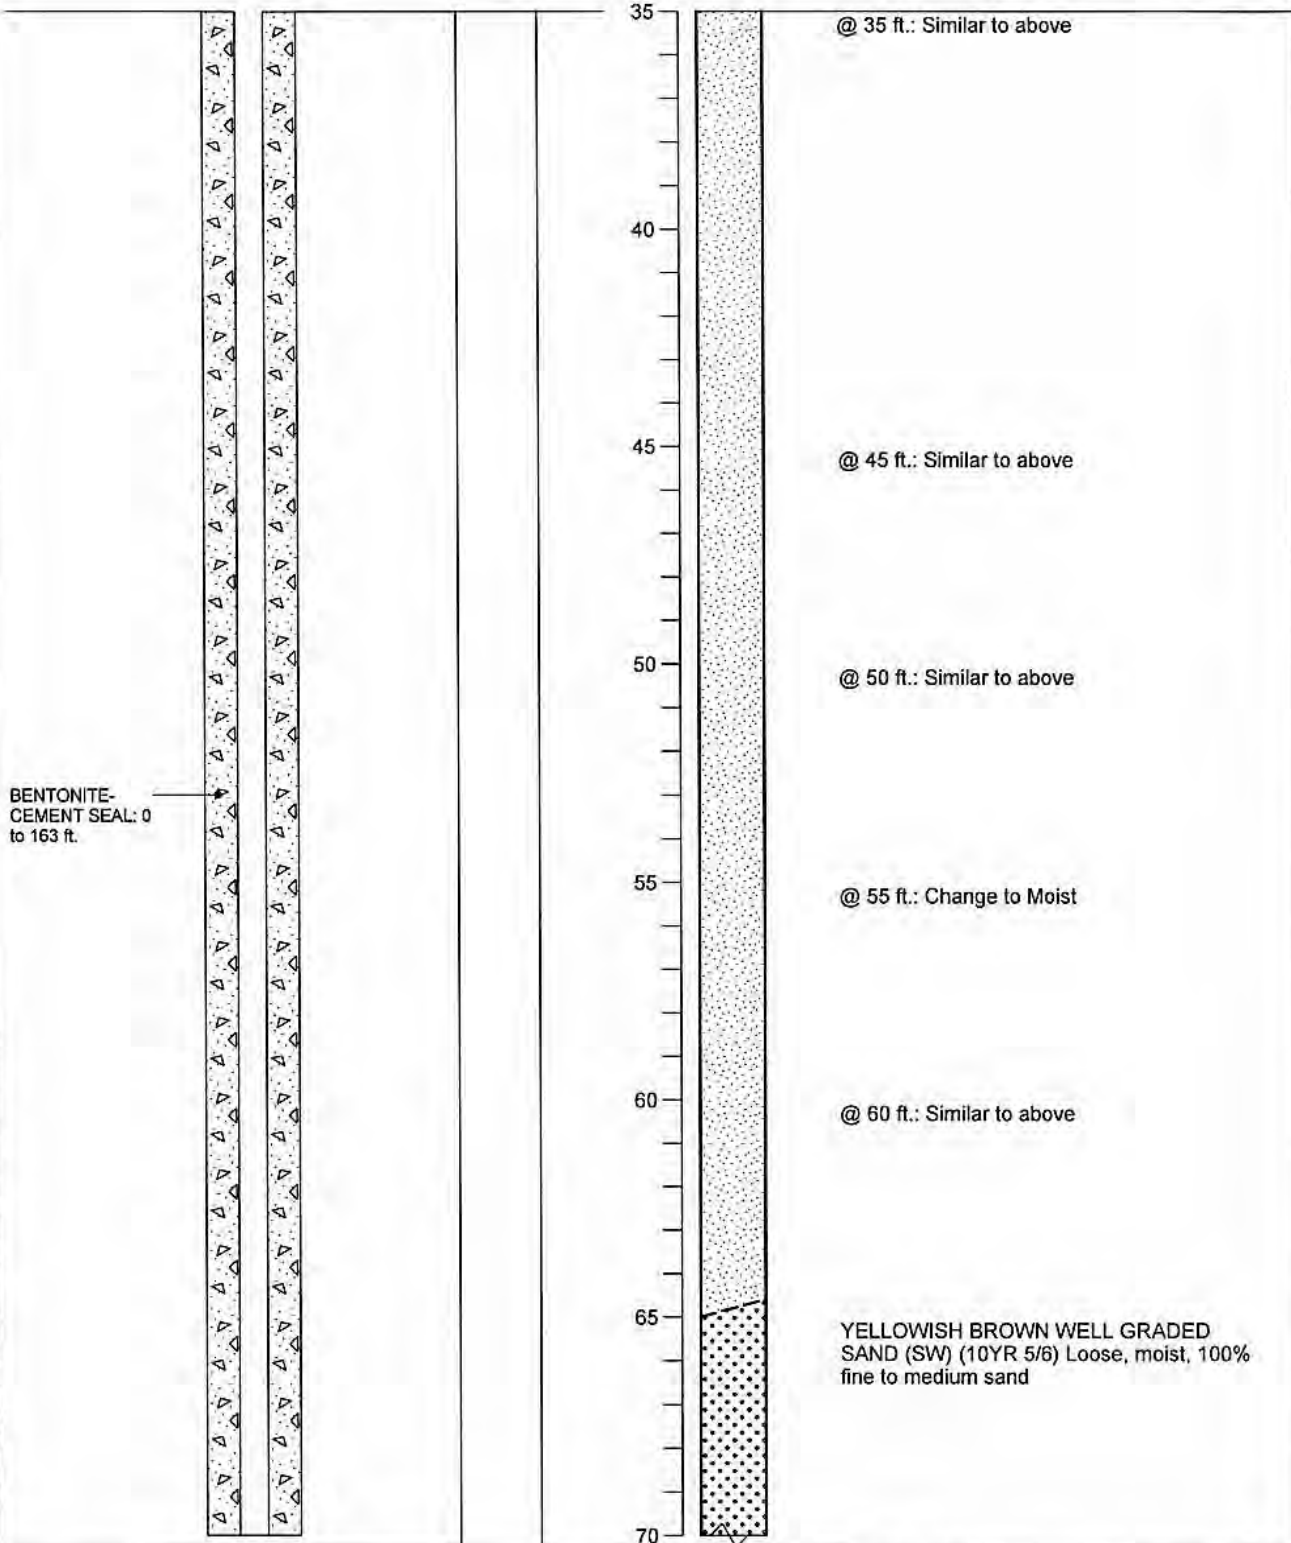 35
@ 35 ft.: Similar to above
40
45
@ 45 ft.: Similar to above
50
@ 50 ft.: Similar to above
BENTONITE-
CEMENT SEAL: 0
to 163 ft.
55
@ 55 ft.: Change to Moist
60
@ 60 ft.: Similar to above
65
YELLOWISH BROWN WELL GRADED
SAND (SW) (10YR 5/6) Loose, moist, 100%
fine to medium sand
70